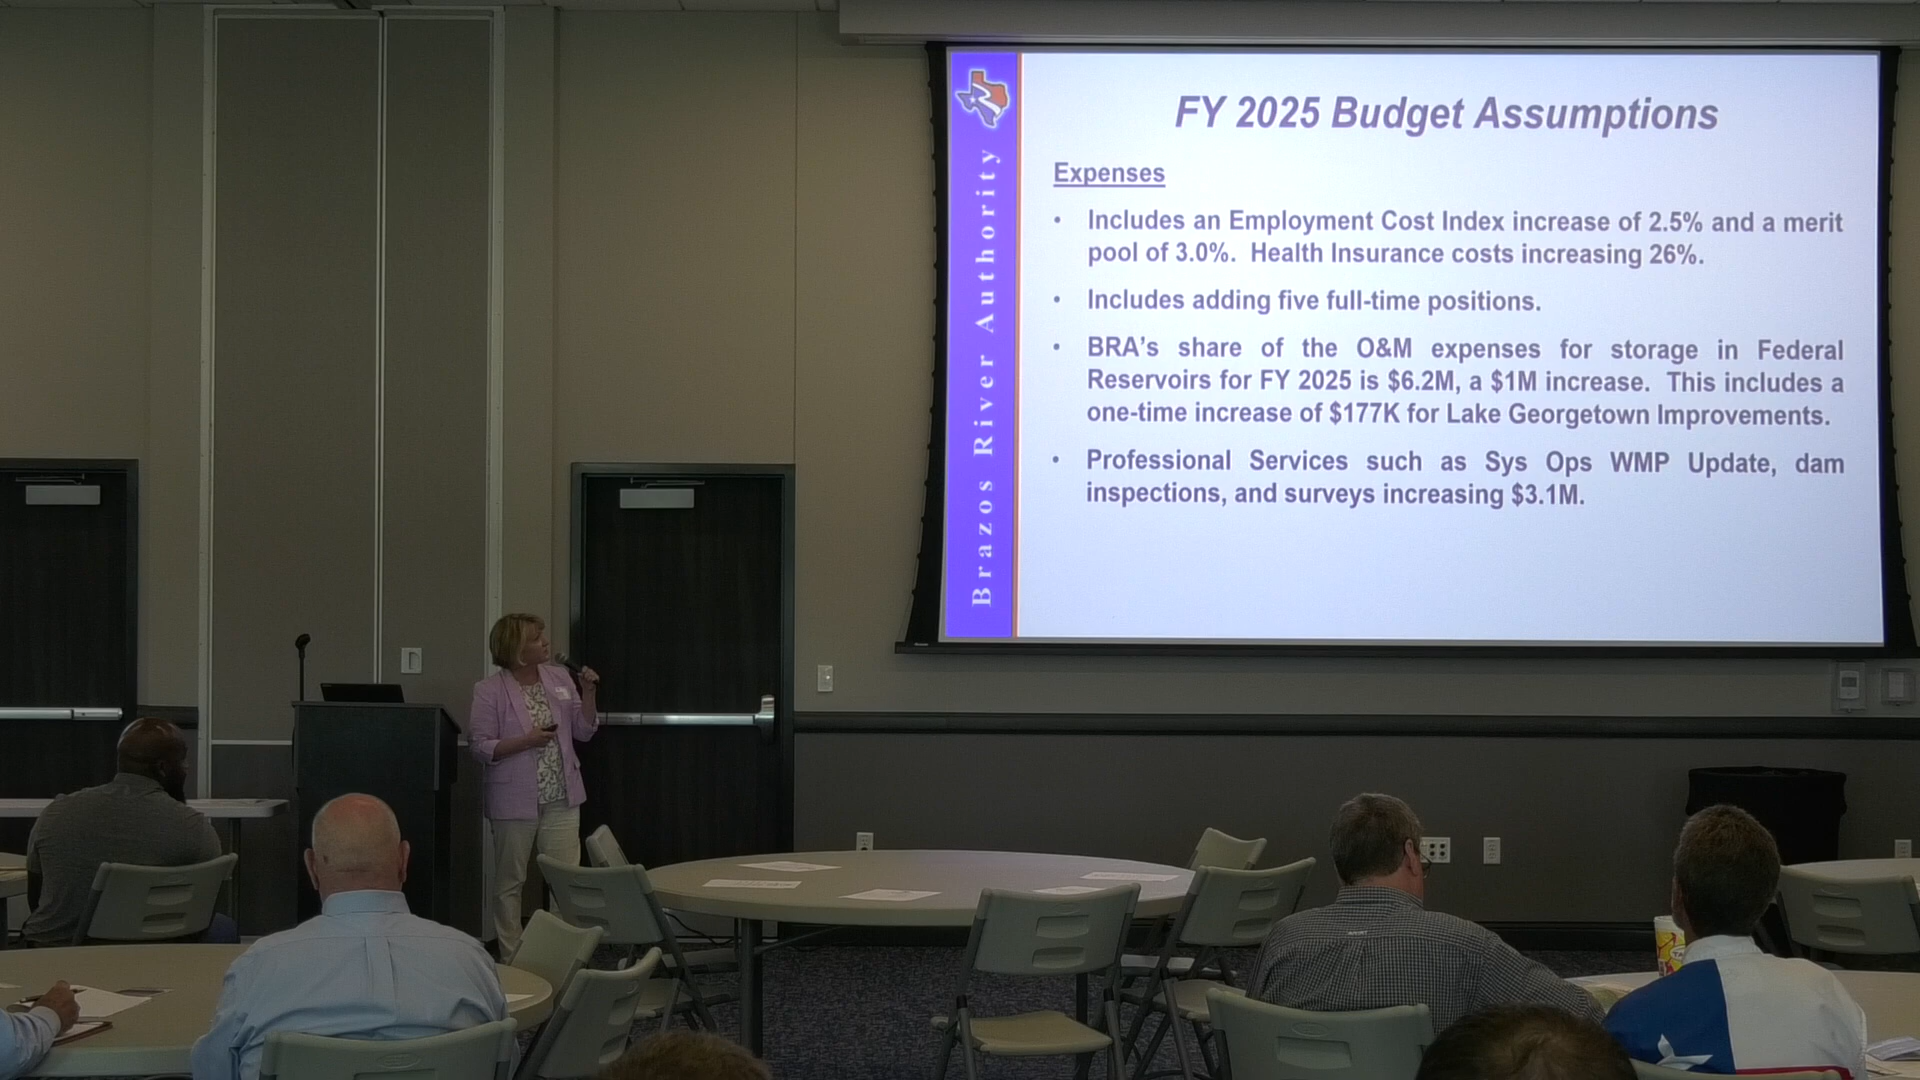 FY 2025 Budget Assumptions
Brazos River Authority
Expenses
• Includes an Employment Cost Index increase of 2.5% and a merit
pool of 3.0%. Health Insurance costs increasing 26%.
• Includes adding five full-time positions.
• BRA's share of the O&M expenses for storage in Federal
Reservoirs for FY 2025 is $6.2M, a $1M increase. This includes a
one-time increase of $177K for Lake Georgetown Improvements.
• Professional Services such as Sys Ops WMP Update, dam
inspections, and surveys increasing $3.1M.